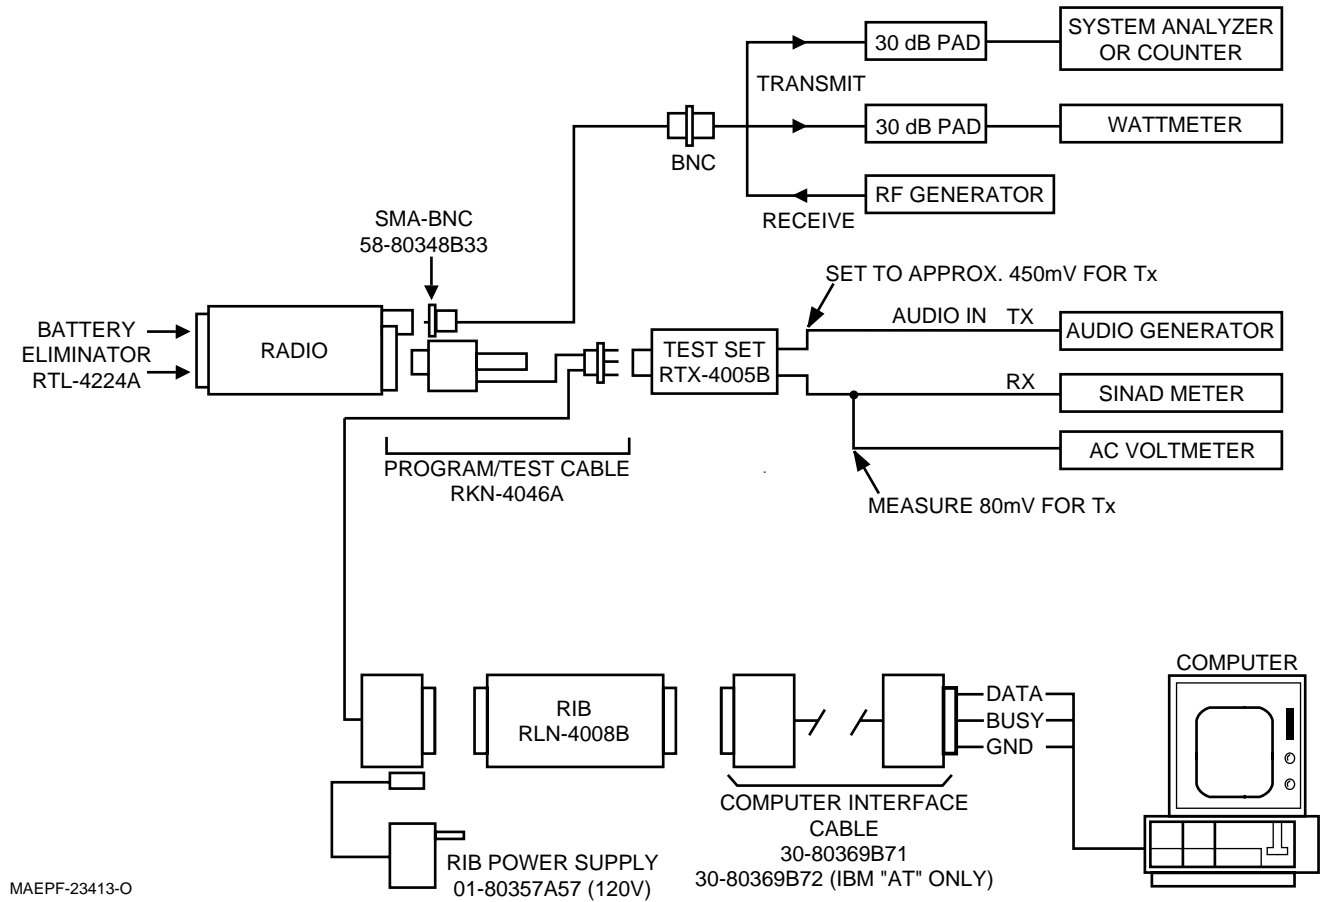 SYSTEM ANALYZER
OR COUNTER
30 dB PAD
TRANSMIT
30 dB PAD
WATTMETER
BNC
RF GENERATOR
RECEIVE
SMA-BNC
58-80348B33
SET TO APPROX. 450mV FOR Tx
BATTERY
ELIMINATOR
RTL-4224A
RADIO
TEST SET
RTX-4005B
AUDIO IN TX
AUDIO GENERATOR
RX
SINAD METER
AC VOLTMETER
PROGRAM/TEST CABLE
RKN-4046A
MEASURE 80mV FOR Tx
RIB
RLN-4008B
DATA
BUSY
GND
COMPUTER
COMPUTER INTERFACE
CABLE
30-80369B71
30-80369B72 (IBM "AT" ONLY)
RIB POWER SUPPLY
01-80357A57 (120V)
MAEPF-23413-O